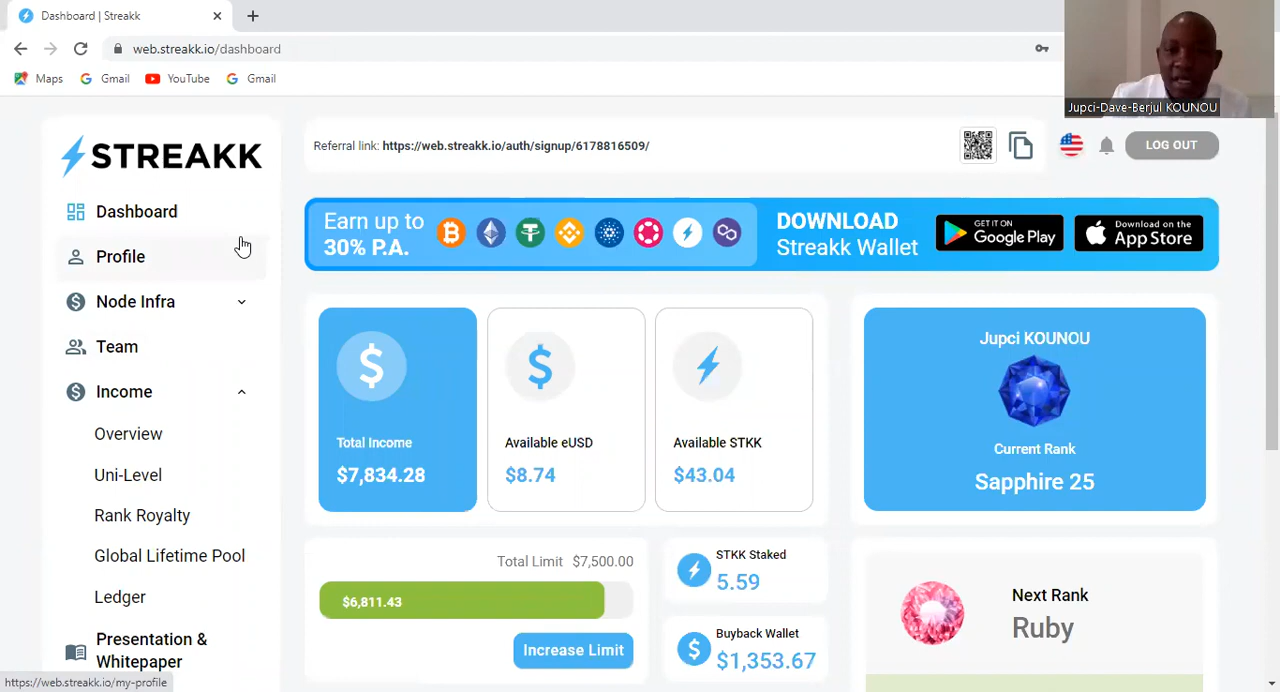 Dashboard | Streakk
web.streakk.io/dashboard
Maps
Gmail
YouTube
Gmail
Jupci-Dave-Berjul KOUNOU
STREAKK
Referral link: https://web.streakk.io/auth/signup/6178816509/
LOG OUT
Dashboard
Profile
Node Infra
Team
Income
Overview
Uni-Level
Rank Royalty
Global Lifetime Pool
Ledger
Presentation &
Whitepaper
Earn up to
30% P.A.
DOWNLOAD
Streakk Wallet
GET IT ON
Google Play
Download on the
App Store
Total Income
$7,834.28
Available eUSD
$8.74
Available STKK
$43.04
Jupci KOUNOU
Current Rank
Sapphire 25
Total Limit $7,500.00
$6,811.43
Increase Limit
STKK Staked
5.59
Buyback Wallet
$1,353.67
Next Rank
Ruby
https://web.streakk.io/my-profile